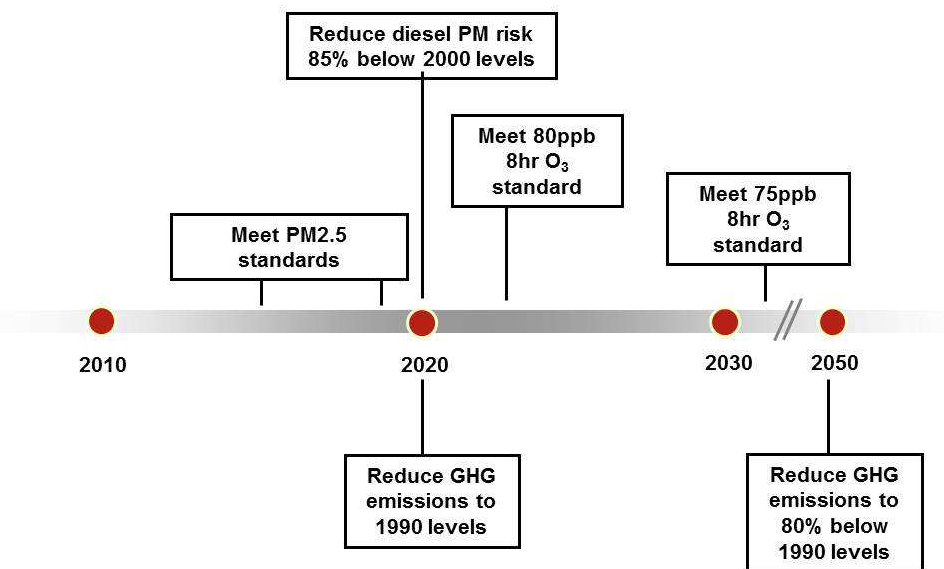 Reduce diesel PM risk
85% below 2000 levels
Meet 80ppb
8hr O₃
standard
Meet 75ppb
8hr O₃
standard
Meet PM2.5
standards
2010
2020
2030
2050
Reduce GHG
emissions to
1990 levels
Reduce GHG
emissions to
80% below
1990 levels